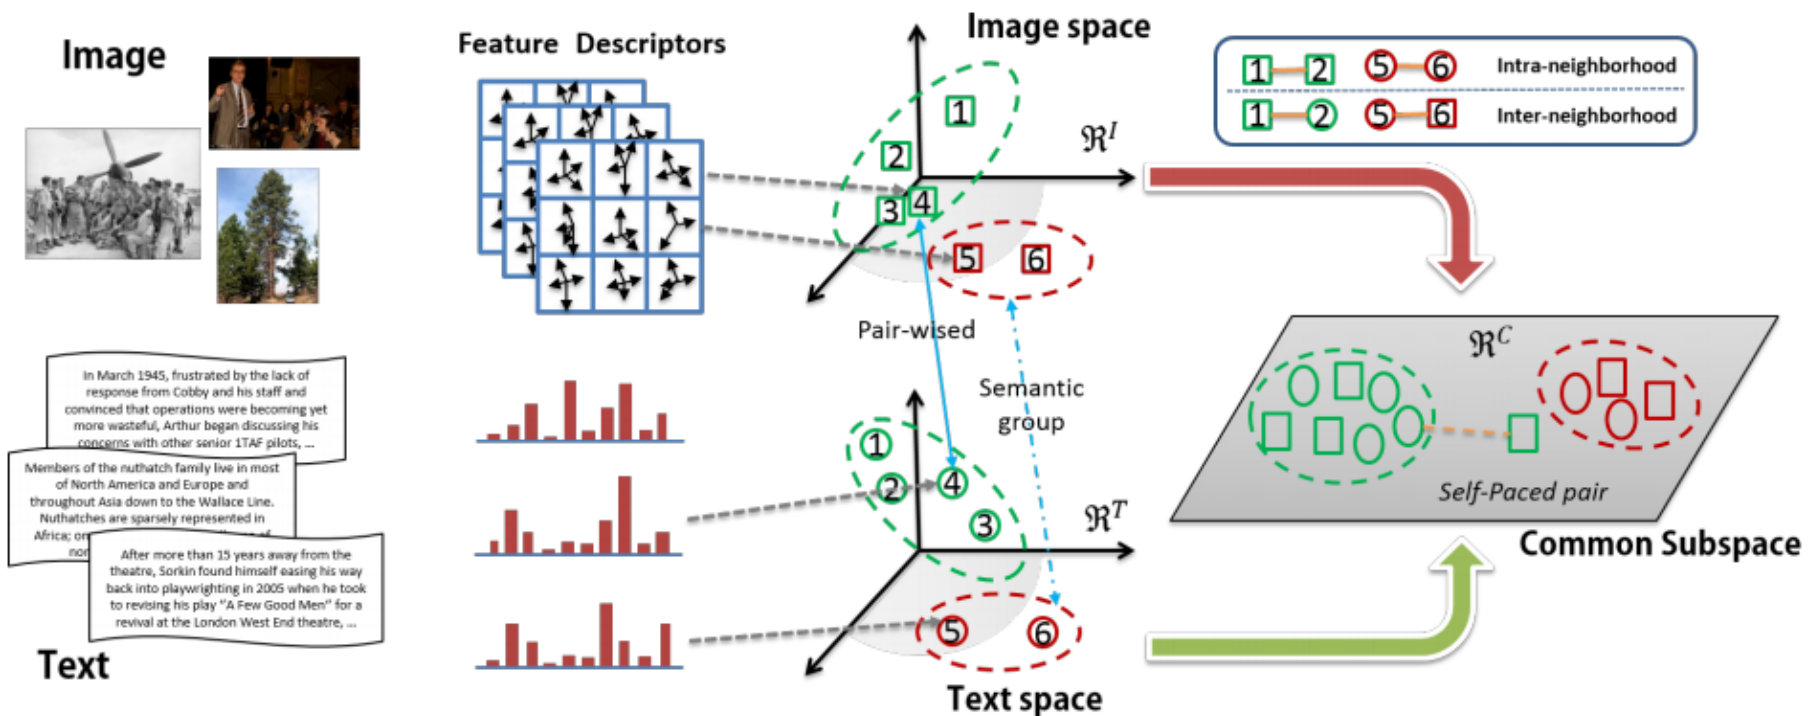 Image
Feature Descriptors
Image space
1 2 5 6 Intra-neighborhood
1 2 5 6 Inter-neighborhood
1
2
3
4
5
6
ℜᴵ
Pair-wised
Semantic
group
In March 1945, frustrated by the lack of
response from Cobby and his staff and
convinced that operations were becoming yet
more wasteful, Arthur began discussing his
concerns with other senior 1TAF pilots, ...
Members of the nuthatch family live in most
of North America and Europe and
throughout Asia down to the Wallace Line.
Nuthatches are sparsely represented in
Africa; on
nor
of
After more than 15 years away from the
theatre, Sorkin found himself easing his way
back into playwrighting in 2005 when he took
to revising his play “A Few Good Men” for a
revival at the London West End theatre, ...
Text
1
2
4
3
5
6
ℜᵀ
Text space
ℜᶜ
Self-Paced pair
Common Subspace